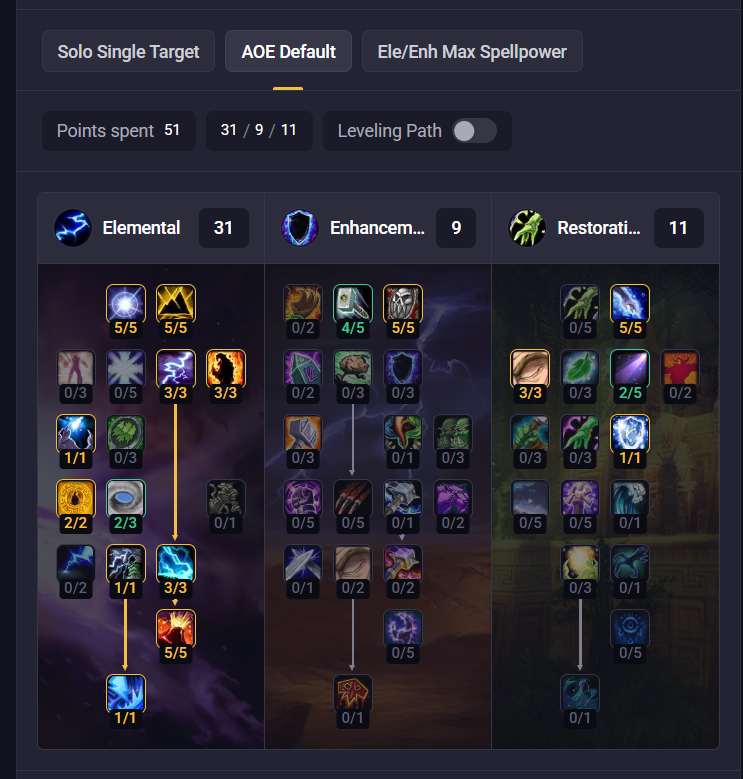 Solo Single Target AOE Default Ele/Enh Max Spellpower
Points spent 51 31 / 9 / 11 Leveling Path
Elemental 31 Enhancem... 9 Restorati... 11
5/5 5/5 0/2 4/5 5/5 0/5 5/5
0/3 0/5 3/3 3/3 0/2 0/3 0/3 3/3 0/3 2/5 0/2
1/1 0/3 0/3 0/1 0/3 0/3 0/3 1/1
2/2 2/3 0/1 0/5 0/5 0/1 0/2 0/5 0/5 0/1
0/2 1/1 3/3 0/1 0/2 0/2 0/3 0/1
5/5 0/5 0/5
1/1 0/1 0/1